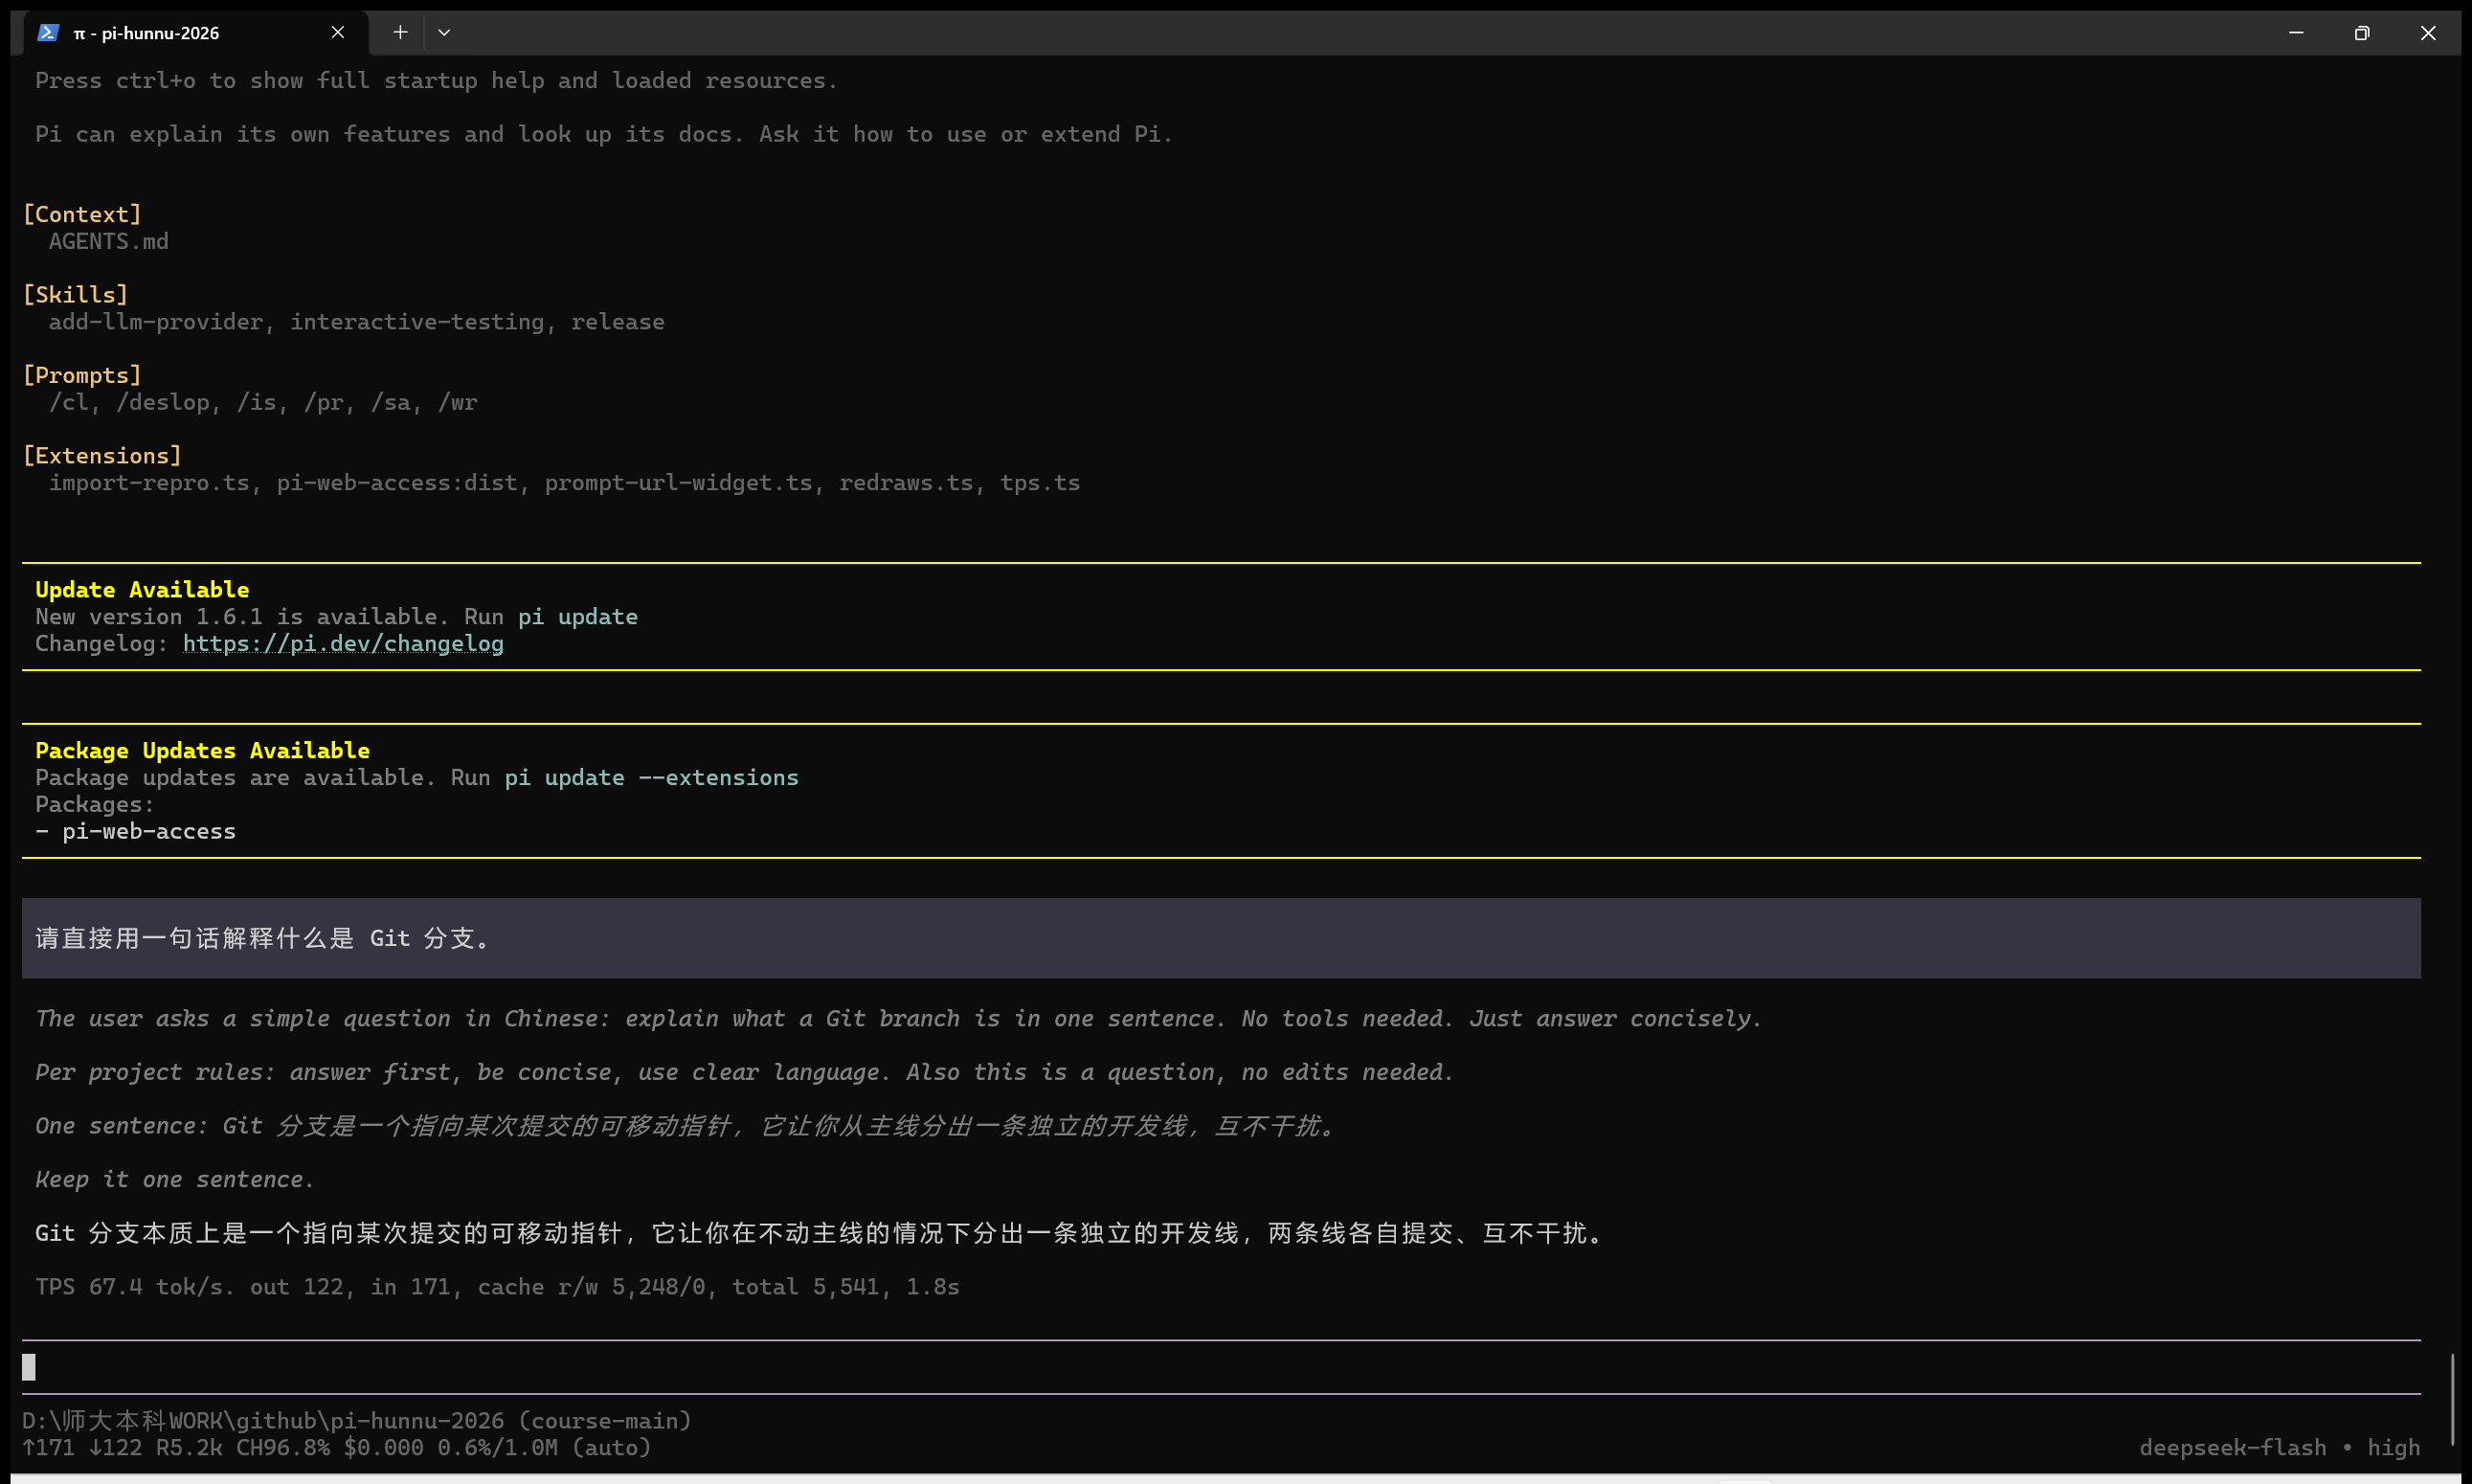 π - pi-hunnu-2026
Press ctrl+o to show full startup help and loaded resources.
Pi can explain its own features and look up its docs. Ask it how to use or extend Pi.
[Context]
AGENTS.md
[Skills]
add-llm-provider, interactive-testing, release
[Prompts]
/cl, /deslop, /is, /pr, /sa, /wr
[Extensions]
import-repro.ts, pi-web-access:dist, prompt-url-widget.ts, redraws.ts, tps.ts
Update Available
New version 1.6.1 is available. Run pi update
Changelog: https://pi.dev/changelog
Package Updates Available
Package updates are available. Run pi update --extensions
Packages:
- pi-web-access
请直接用一句话解释什么是 Git 分支。
The user asks a simple question in Chinese: explain what a Git branch is in one sentence. No tools needed. Just answer concisely.
Per project rules: answer first, be concise, use clear language. Also this is a question, no edits needed.
One sentence: Git 分支是一个指向某次提交的可移动指针，它让你从主线分出一条独立的开发线，互不干扰。
Keep it one sentence.
Git 分支本质上是一个指向某次提交的可移动指针，它让你在不动主线的情况下分出一条独立的开发线，两条线各自提交、互不干扰。
TPS 67.4 tok/s. out 122, in 171, cache r/w 5,248/0, total 5,541, 1.8s
D:\师大本科WORK\github\pi-hunnu-2026 (course-main)
↑171 ↓122 R5.2k CH96.8% $0.000 0.6%/1.0M (auto) deepseek-flash • high